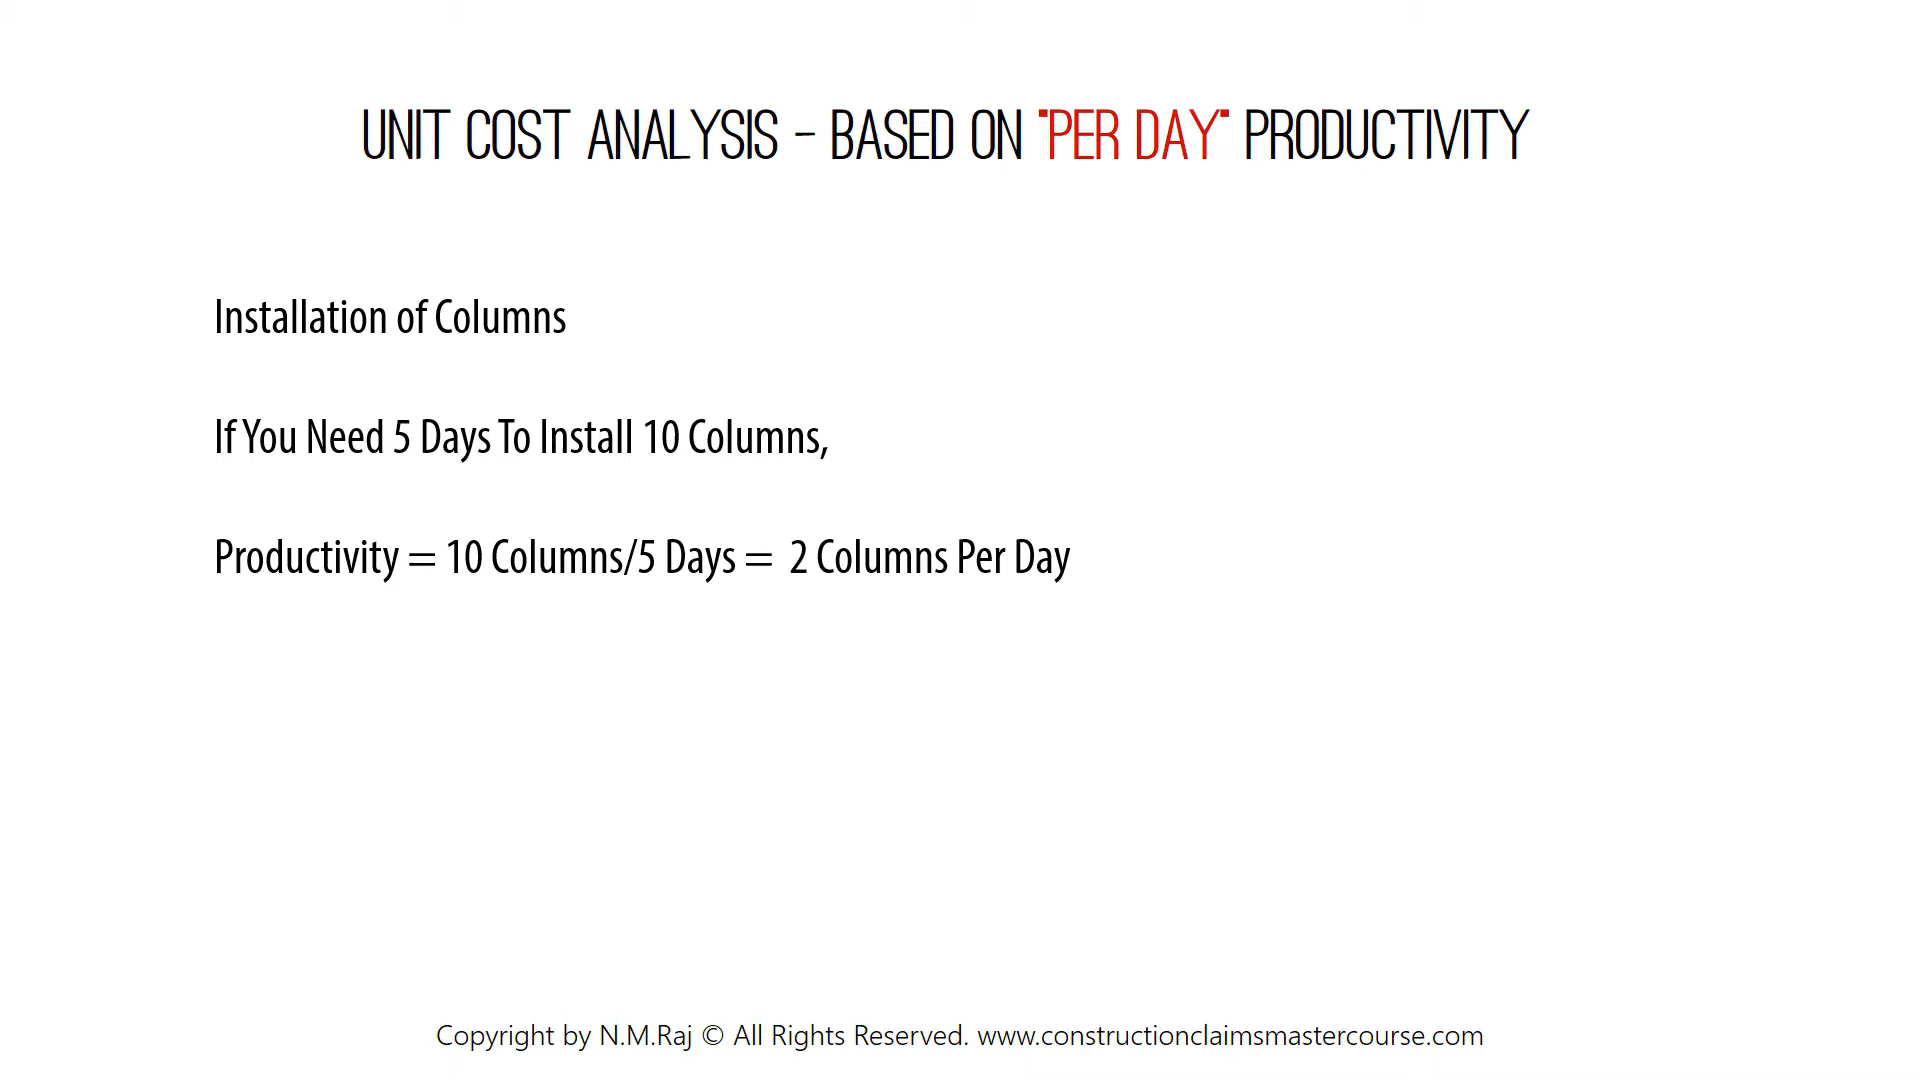 UNIT COST ANALYSIS - BASED ON "PER DAY" PRODUCTIVITY
Installation of Columns
If You Need 5 Days To Install 10 Columns,
Productivity = 10 Columns/5 Days = 2 Columns Per Day
Copyright by N.M.Raj © All Rights Reserved. www.constructionclaimsmastercourse.com